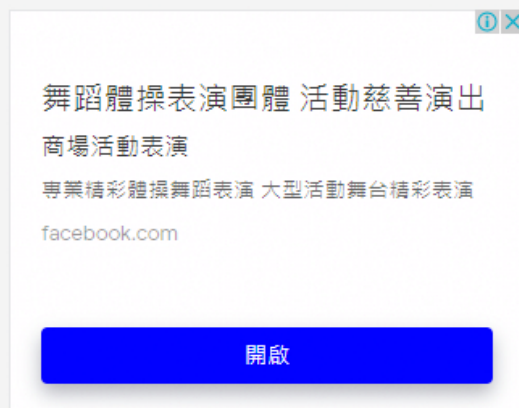 舞蹈體操表演團體 活動慈善演出
商場活動表演
專業精彩體操舞蹈表演 大型活動舞台精彩表演
facebook.com
開啟